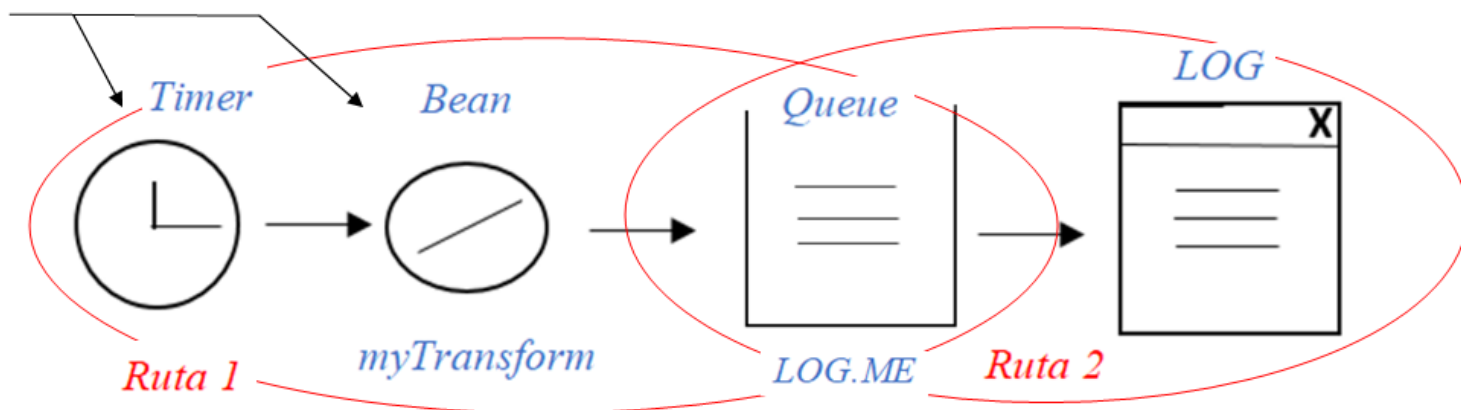 Timer
Bean
Queue
LOG
X
Ruta 1
myTransform
LOG.ME
Ruta 2